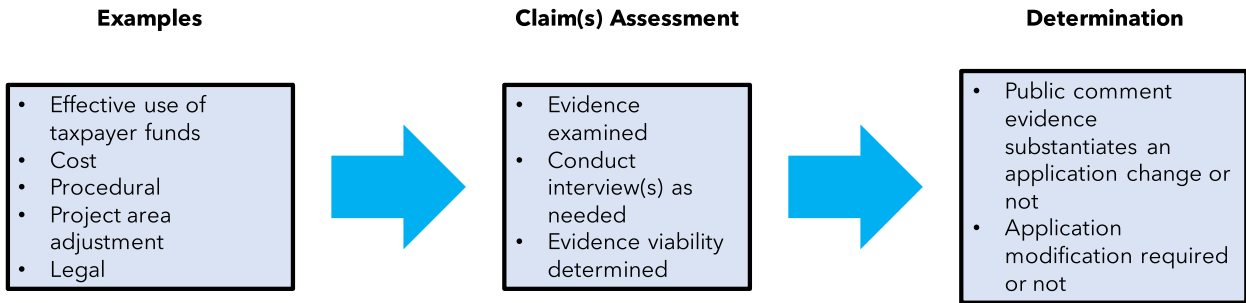 Examples
• Effective use of
taxpayer funds
• Cost
• Procedural
• Project area
adjustment
• Legal
Claim(s) Assessment
• Evidence
examined
• Conduct
interview(s) as
needed
• Evidence viability
determined
Determination
• Public comment
evidence
substantiates an
application change or
not
• Application
modification required
or not